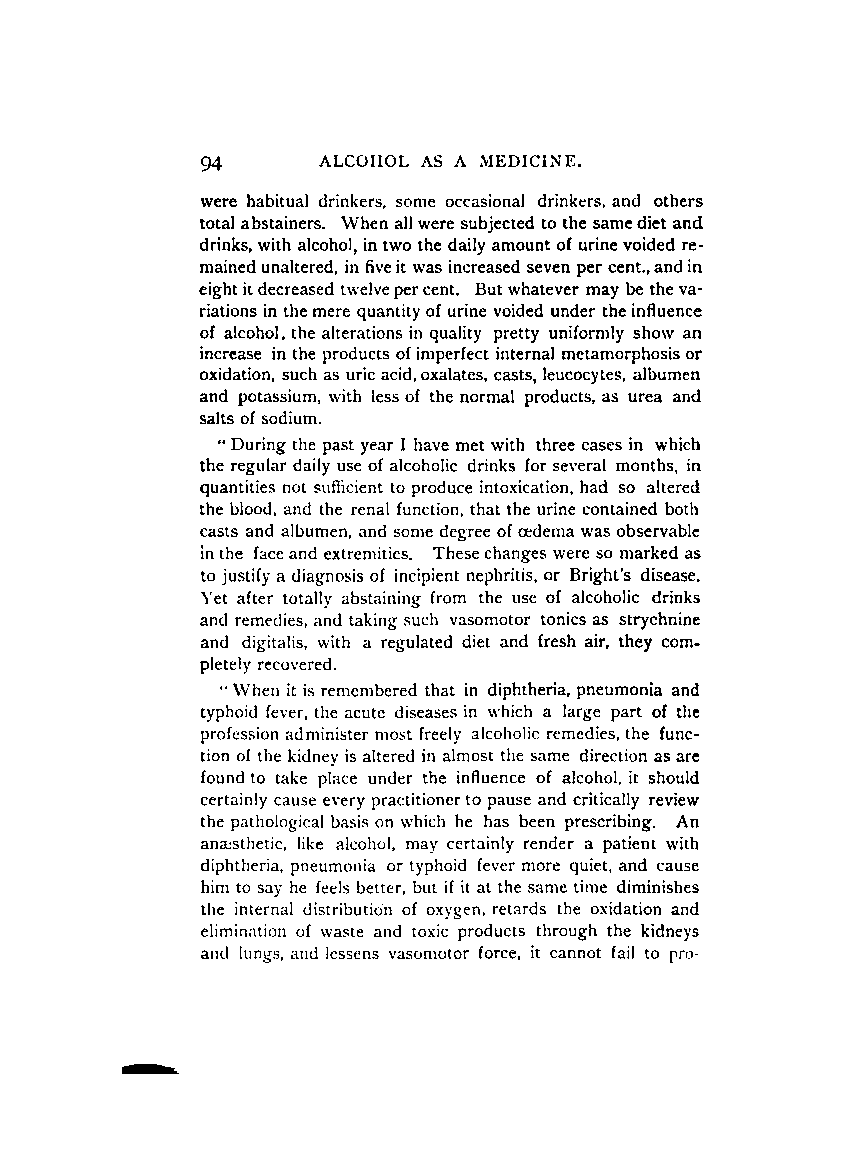 94 ALCOHOL AS A MEDICINE.
were habitual drinkers, some occasional drinkers, and others
total abstainers. When all were subjected to the same diet and
drinks, with alcohol, in two the daily amount of urine voided re-
mained unaltered, in five it was increased seven per cent., and in
eight it decreased twelve per cent. But whatever may be the va-
riations in the mere quantity of urine voided under the influence
of alcohol, the alterations in quality pretty uniformly show an
increase in the products of imperfect internal metamorphosis or
oxidation, such as uric acid, oxalates, casts, leucocytes, albumen
and potassium, with less of the normal products, as urea and
salts of sodium.
“ During the past year I have met with three cases in which
the regular daily use of alcoholic drinks for several months, in
quantities not sufficient to produce intoxication, had so altered
the blood, and the renal function, that the urine contained both
casts and albumen, and some degree of œdema was observable
in the face and extremities. These changes were so marked as
to justify a diagnosis of incipient nephritis, or Bright's disease.
Yet after totally abstaining from the use of alcoholic drinks
and remedies, and taking such vasomotor tonics as strychnine
and digitalis, with a regulated diet and fresh air, they com-
pletely recovered.
“ When it is remembered that in diphtheria, pneumonia and
typhoid fever, the acute diseases in which a large part of the
profession administer most freely alcoholic remedies, the func-
tion of the kidney is altered in almost the same direction as are
found to take place under the influence of alcohol, it should
certainly cause every practitioner to pause and critically review
the pathological basis on which he has been prescribing. An
anæsthetic, like alcohol, may certainly render a patient with
diphtheria, pneumonia or typhoid fever more quiet, and cause
him to say he feels better, but if it at the same time diminishes
the internal distribution of oxygen, retards the oxidation and
elimination of waste and toxic products through the kidneys
and lungs, and lessens vasomotor force, it cannot fail to pro-